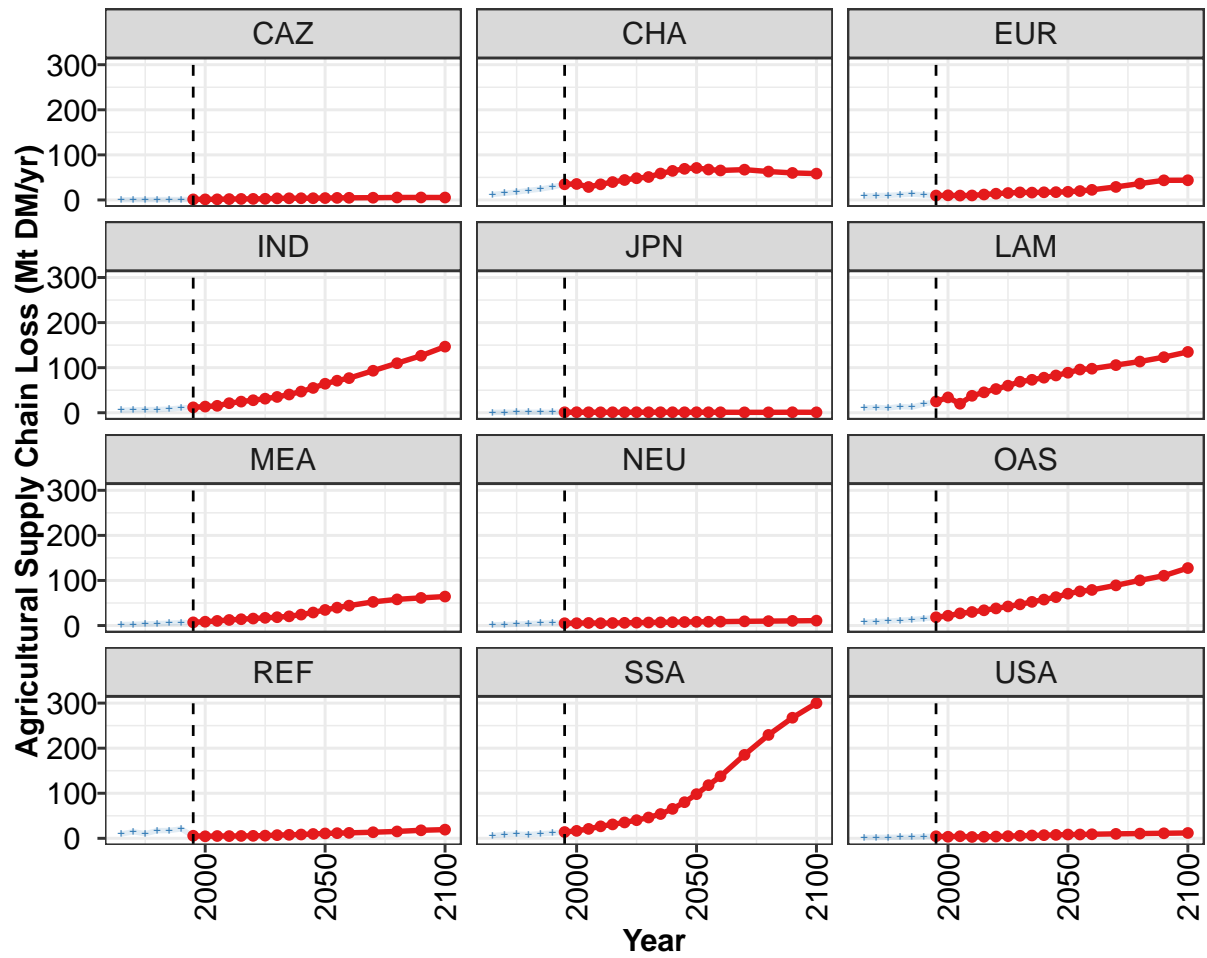 Agricultural Supply Chain Loss (Mt DM/yr)
CAZ CHA EUR
300
200
100
0
IND JPN LAM
300
200
100
0
MEA NEU OAS
300
200
100
0
REF SSA USA
300
200
100
0
2000 2050 2100 2000 2050 2100 2000 2050 2100
Year